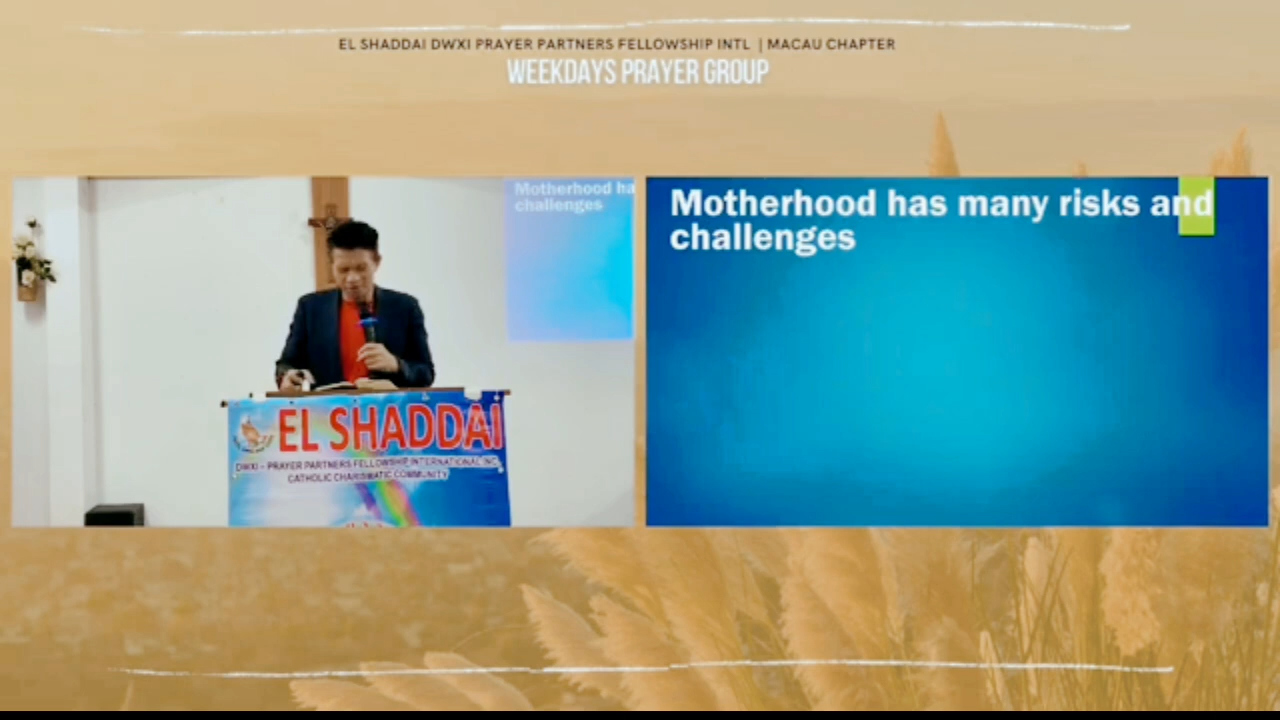 EL SHADDAI DWXI PRAYER PARTNERS FELLOWSHIP INTL | MACAU CHAPTER
WEEKDAYS PRAYER GROUP
Motherhood ha
challenges
Motherhood has many risks and
challenges
EL SHADDAI
DWXI - PRAYER PARTNERS FELLOWSHIP INTERNATIONAL INC.
CATHOLIC CHARISMATIC COMMUNITY